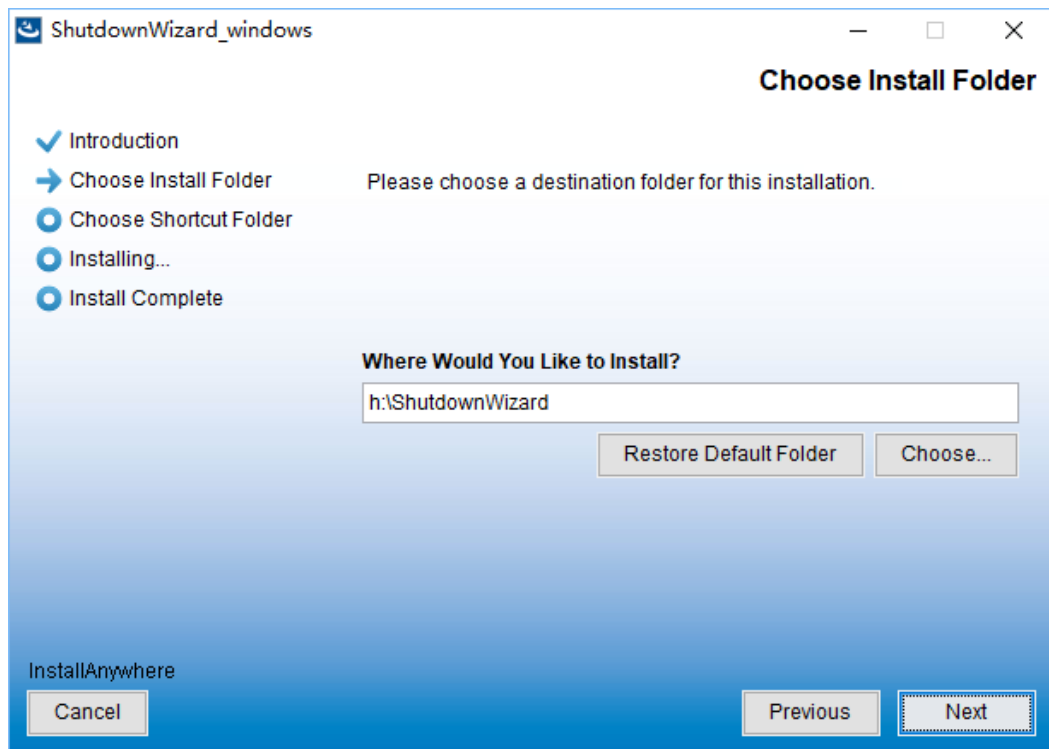 ShutdownWizard_windows
Choose Install Folder
Introduction
Choose Install Folder
Choose Shortcut Folder
Installing...
Install Complete
Please choose a destination folder for this installation.
Where Would You Like to Install?
h:\ShutdownWizard
Restore Default Folder
Choose...
InstallAnywhere
Cancel
Previous
Next